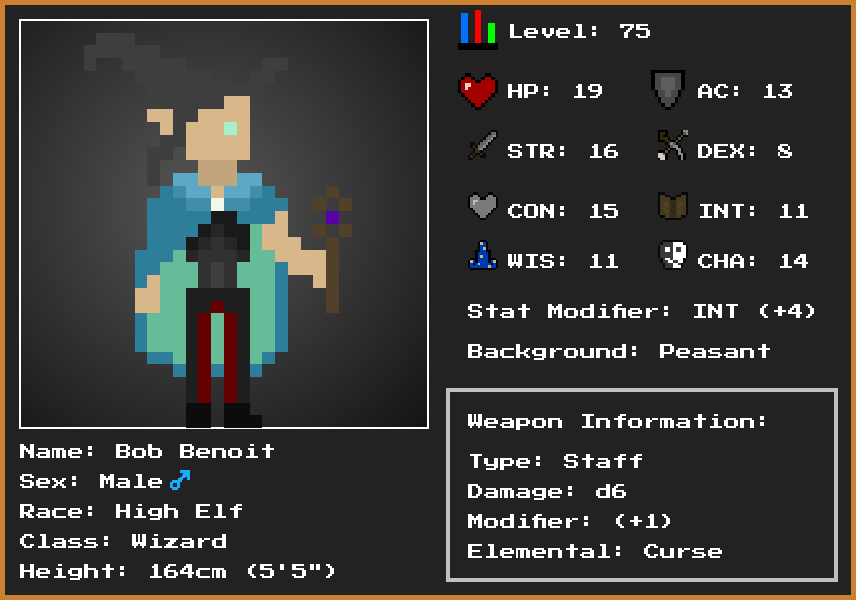 Level: 75
HP: 19
AC: 13
STR: 16
DEX: 8
CON: 15
INT: 11
WIS: 11
CHA: 14
Stat Modifier: INT (+4)
Background: Peasant
Weapon Information:
Type: Staff
Damage: d6
Modifier: (+1)
Elemental: Curse
Name: Bob Benoit
Sex: Male♂
Race: High Elf
Class: Wizard
Height: 164cm (5'5")